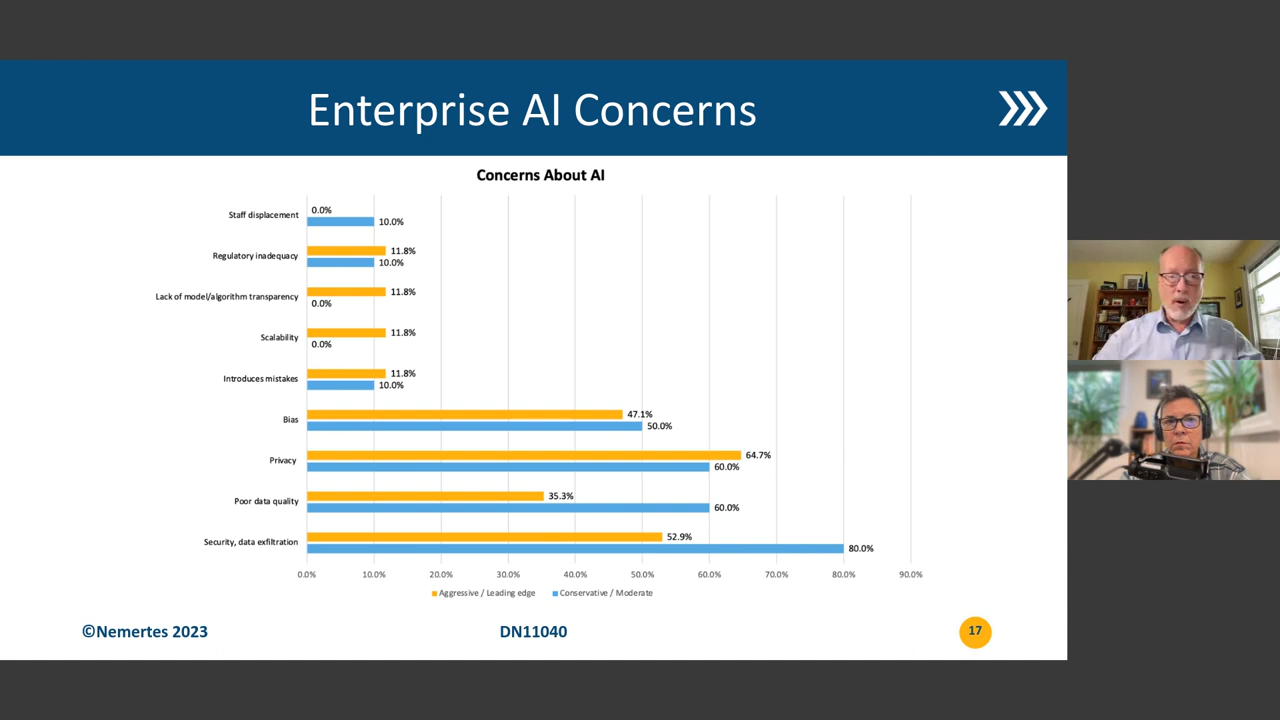 Enterprise AI Concerns
Concerns About AI
Staff displacement
0.0%
10.0%
Regulatory inadequacy
11.8%
10.0%
Lack of model/algorithm transparency
11.8%
0.0%
Scalability
11.8%
0.0%
Introduces mistakes
11.8%
10.0%
Bias
47.1%
50.0%
Privacy
64.7%
60.0%
Poor data quality
35.3%
60.0%
Security, data exfiltration
52.9%
80.0%
0.0% 10.0% 20.0% 30.0% 40.0% 50.0% 60.0% 70.0% 80.0% 90.0%
Aggressive / Leading edge Conservative / Moderate
©Nemertes 2023 DN11040 17